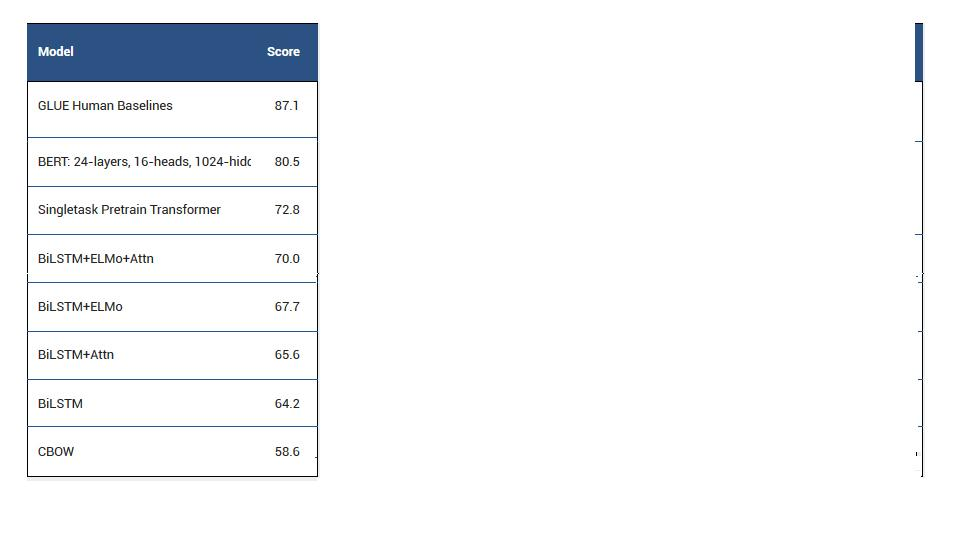 Model Score
GLUE Human Baselines 87.1
BERT: 24-layers, 16-heads, 1024-hid 80.5
Singletask Pretrain Transformer 72.8
BiLSTM+ELMo+Attn 70.0
BiLSTM+ELMo 67.7
BiLSTM+Attn 65.6
BiLSTM 64.2
CBOW 58.6